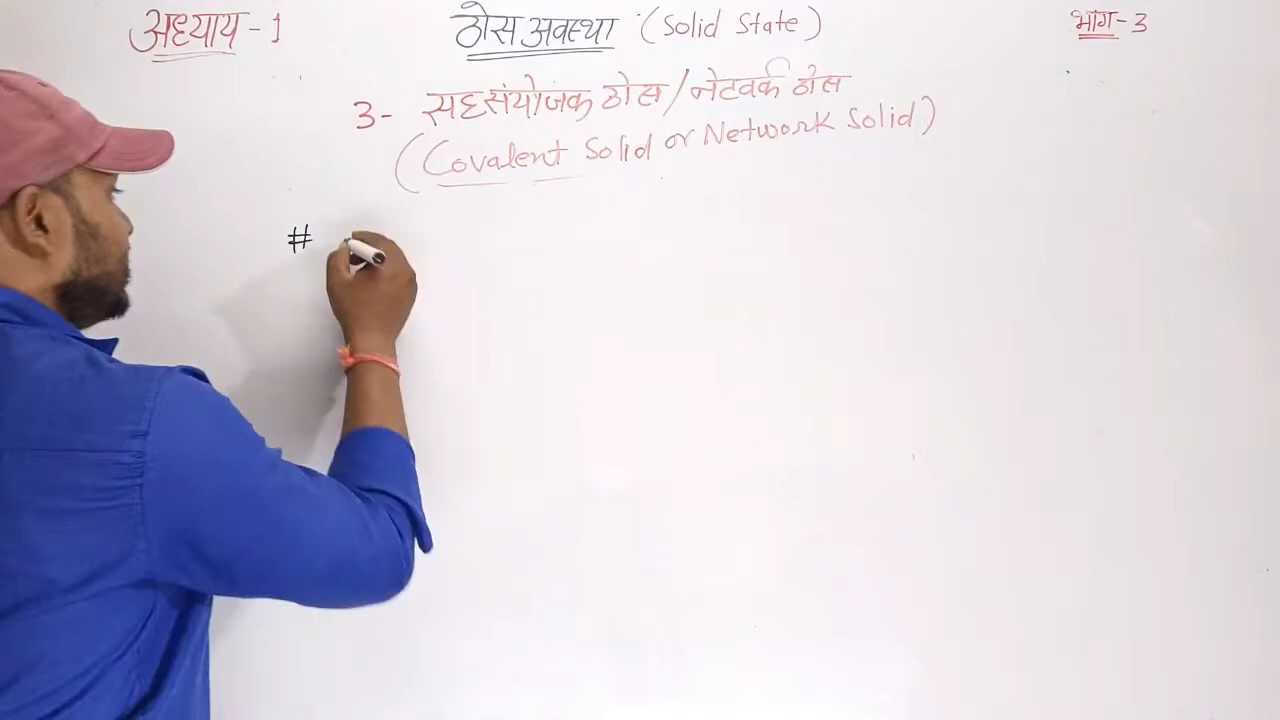 अध्याय - 1 ठोस अवस्था (Solid State) भाग - 3
3- सहसंयोजक ठोस / नेटवर्क ठोस
(Covalent Solid or Network Solid)
#